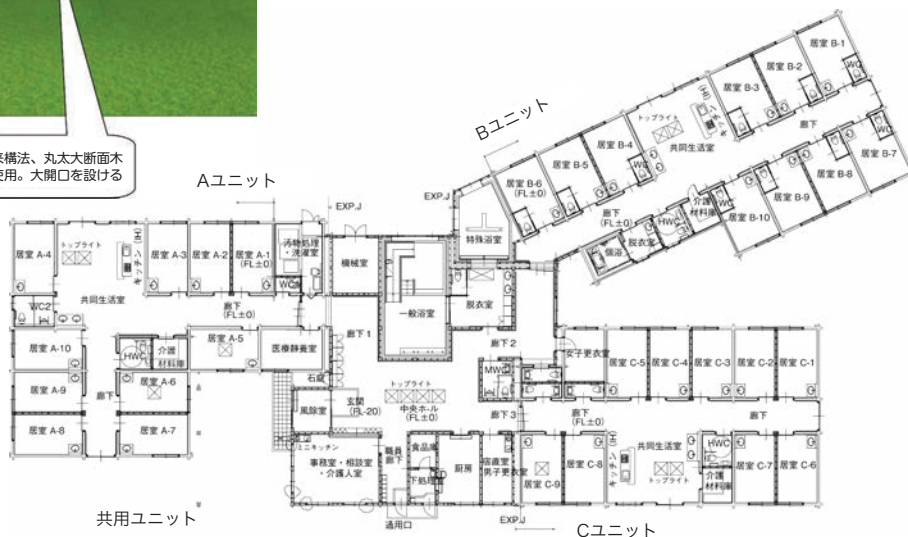 来構法、丸太大断面木
使用。大開口を設ける
Aユニット
Bユニット
EXP.J
EXP.J
居室 B-1
居室 B-2
居室 B-3
居室 B-4
居室 B-5
居室 B-6
(FL±0)
WC
WC
トップライト
キッチン
(IH)
共同生活室
廊下
廊下
(FL±0)
居室 B-7
居室 B-8
居室 B-9
居室 B-10
WC
WC
介護
材料庫
HWC
脱衣室
個浴
特殊浴室
居室 A-4
トップライト
キッチン
(IH)
居室 A-3
居室 A-2
居室 A-1
(FL±0)
汚物処理
・洗濯室
機械室
一般浴室
脱衣室
共同生活室
WC2
廊下
(FL±0)
廊下 1
廊下 2
居室 A-10
HWC
介護
材料庫
居室 A-5
医療静養室
居室 A-9
居室 A-6
廊下
居室 A-8
居室 A-7
石庭
風除室
玄関
(FL-20)
トップライト
中央ホール
(FL±0)
MWC
廊下 3
女子更衣室
居室 C-5
居室 C-4
居室 C-3
居室 C-2
居室 C-1
廊下
(FL±0)
廊下
ミニキッチン
事務室・相談室
・介護人室
職員
廊下
食品庫
下処理室
厨房
宿直室
男子更衣室
居室 C-9
居室 C-8
キッチン
(IH)
共同生活室
トップライト
HWC
介護
材料庫
居室 C-7
居室 C-6
共用ユニット
通用口
EXP.J
Cユニット